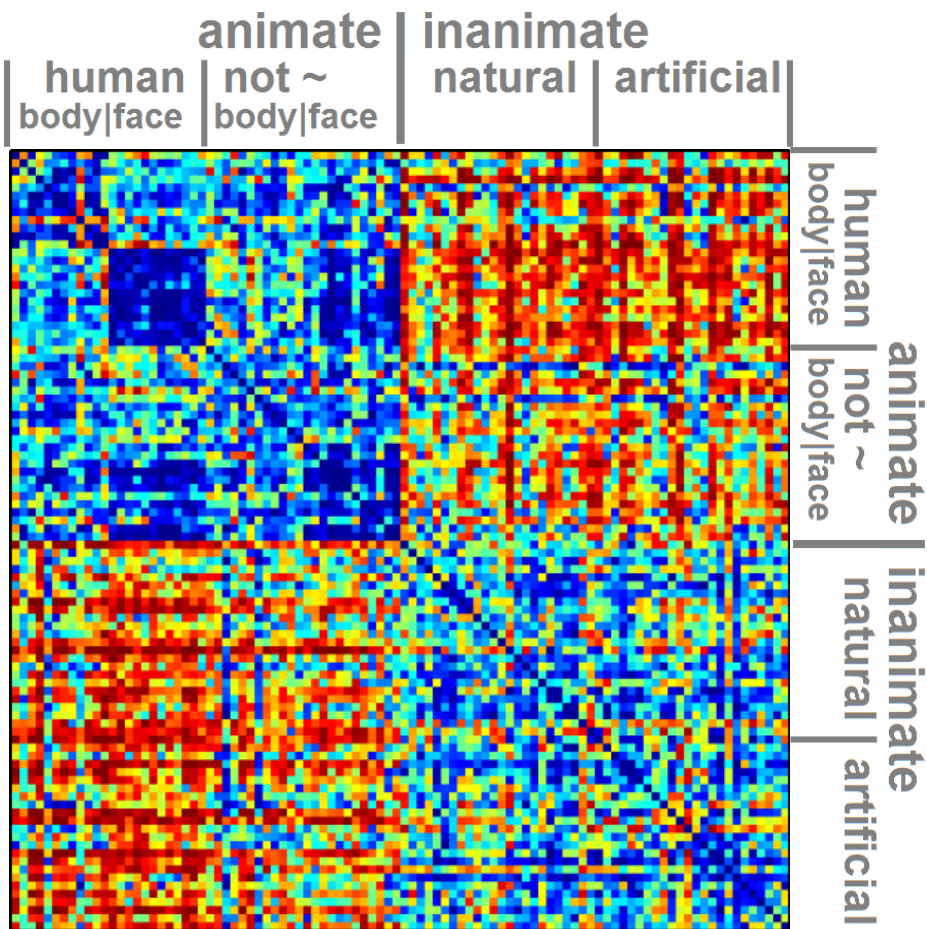 animate inanimate
human not ~ natural artificial
body|face body|face
human
body|face
not ~
body|face
animate
natural
artificial
inanimate